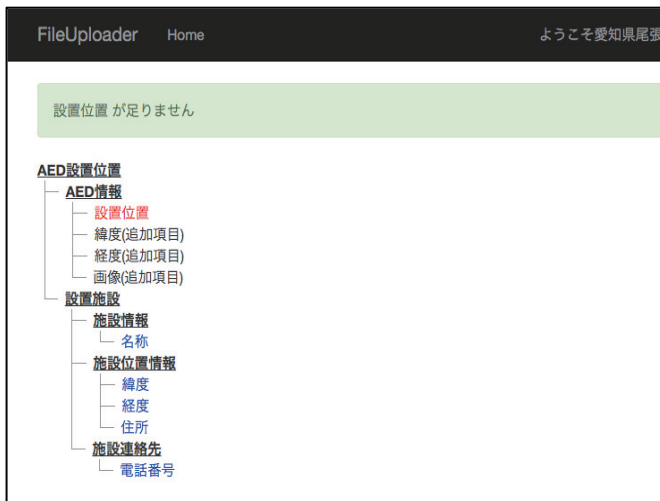 FileUploader Home ようこそ愛知県尾張
設置位置 が足りません
AED設置位置
AED情報
設置位置
緯度(追加項目)
経度(追加項目)
画像(追加項目)
設置施設
施設情報
名称
施設位置情報
緯度
経度
住所
施設連絡先
電話番号